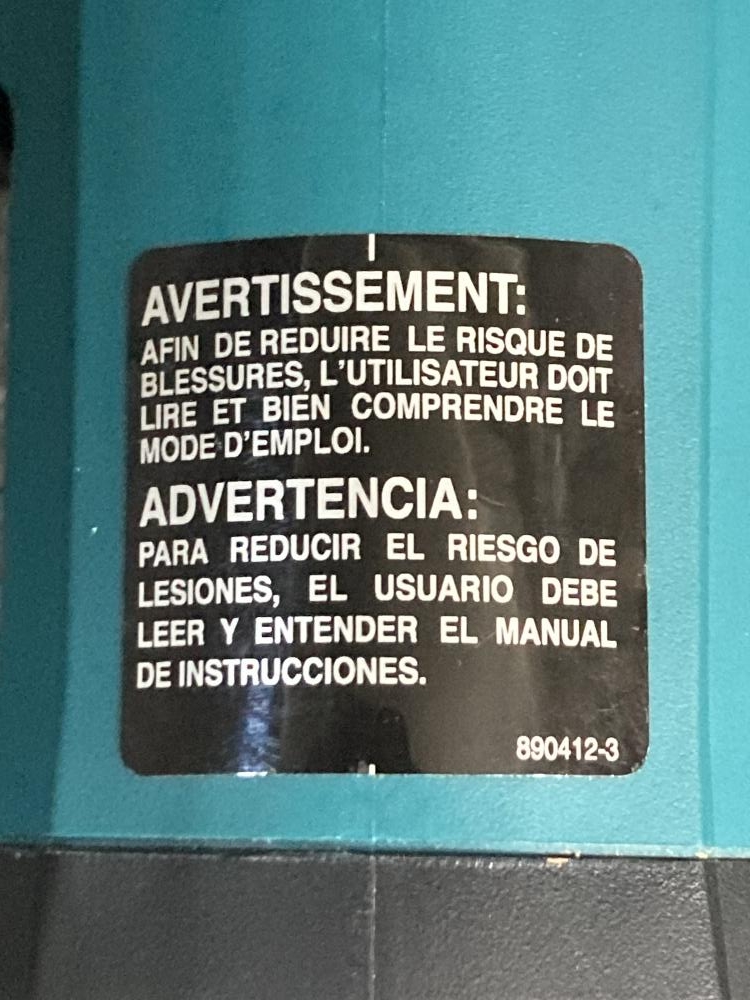 AVERTISSEMENT:
AFIN DE REDUIRE LE RISQUE DE
BLESSURES, L'UTILISATEUR DOIT
LIRE ET BIEN COMPRENDRE LE
MODE D'EMPLOI.
ADVERTENCIA:
PARA REDUCIR EL RIESGO DE
LESIONES, EL USUARIO DEBE
LEER Y ENTENDER EL MANUAL
DE INSTRUCCIONES.
890412-3